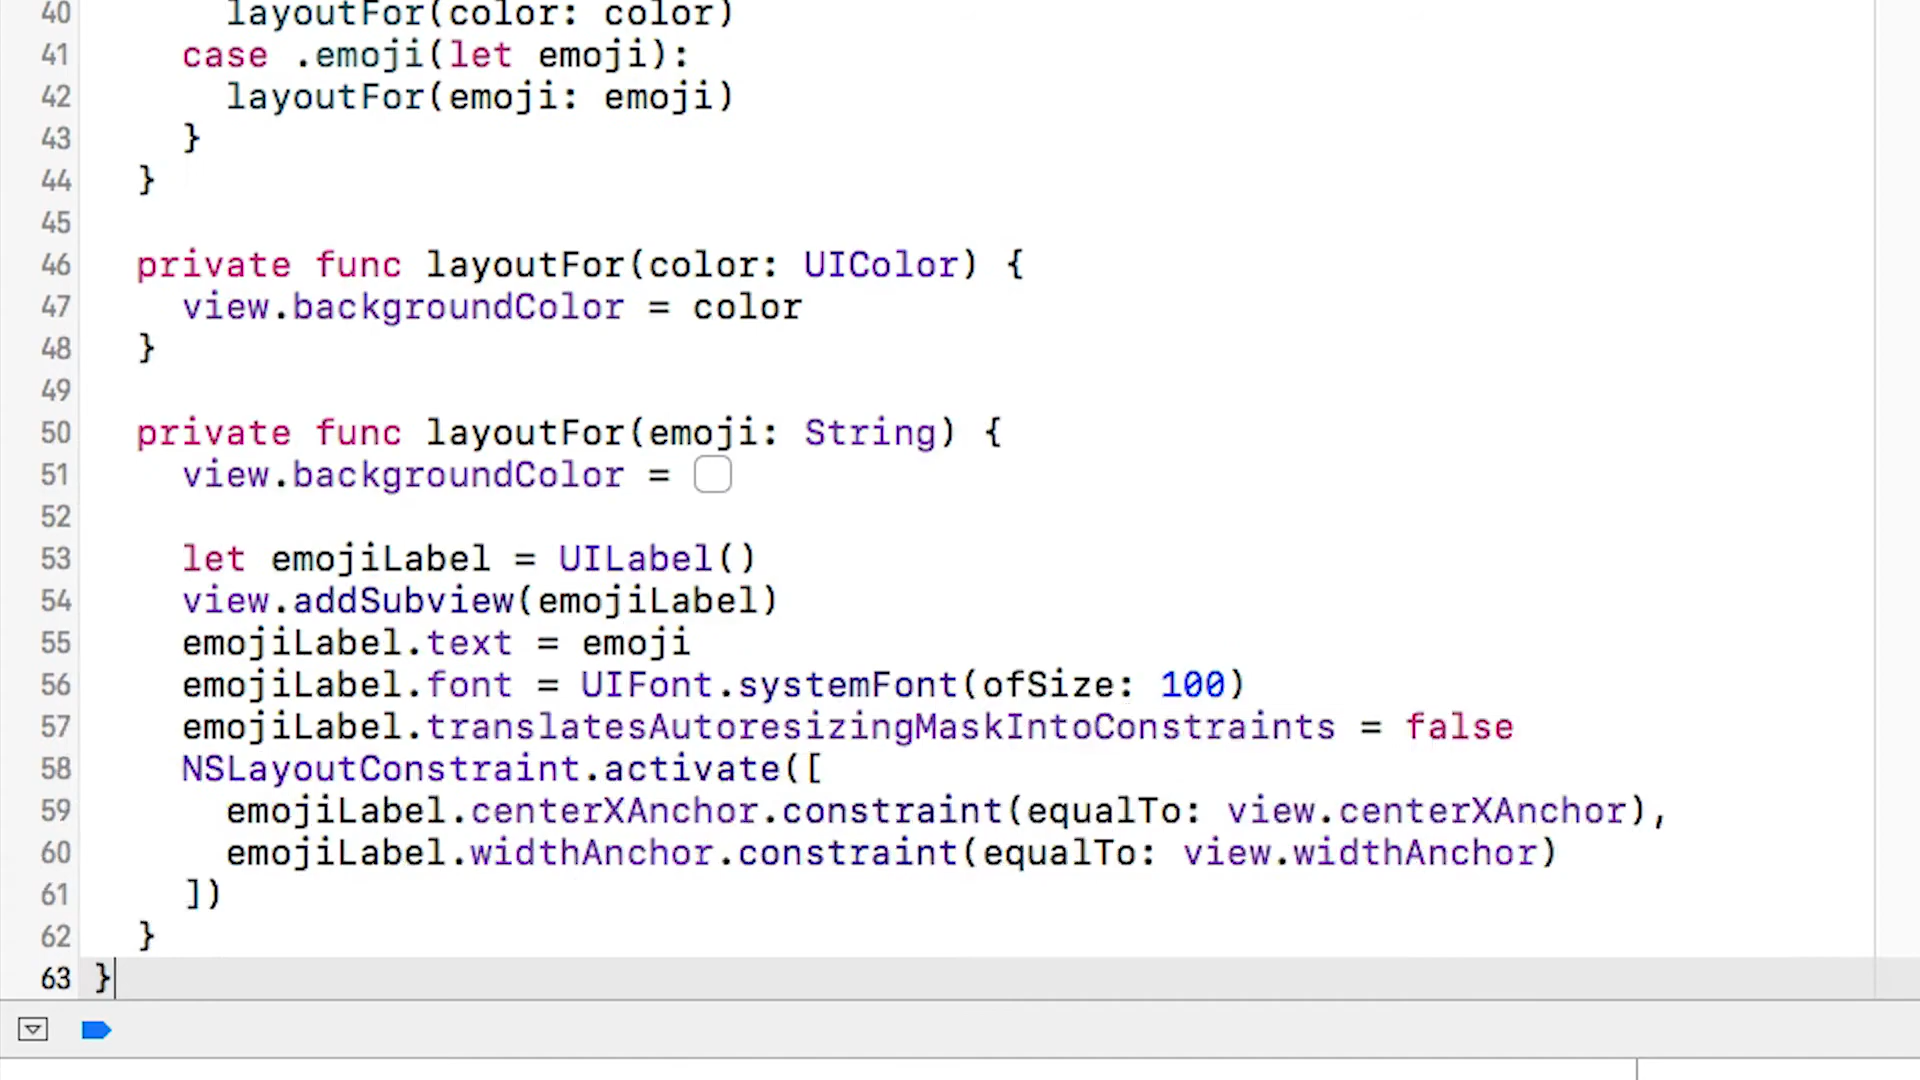 40 layoutFor(color: color)
41 case .emoji(let emoji):
42 layoutFor(emoji: emoji)
43 }
44 }
45
46 private func layoutFor(color: UIColor) {
47 view.backgroundColor = color
48 }
49
50 private func layoutFor(emoji: String) {
51 view.backgroundColor =
52
53 let emojiLabel = UILabel()
54 view.addSubview(emojiLabel)
55 emojiLabel.text = emoji
56 emojiLabel.font = UIFont.systemFont(ofSize: 100)
57 emojiLabel.translatesAutoresizingMaskIntoConstraints = false
58 NSLayoutConstraint.activate([
59 emojiLabel.centerXAnchor.constraint(equalTo: view.centerXAnchor),
60 emojiLabel.widthAnchor.constraint(equalTo: view.widthAnchor)
61 ])
62 }
63 }